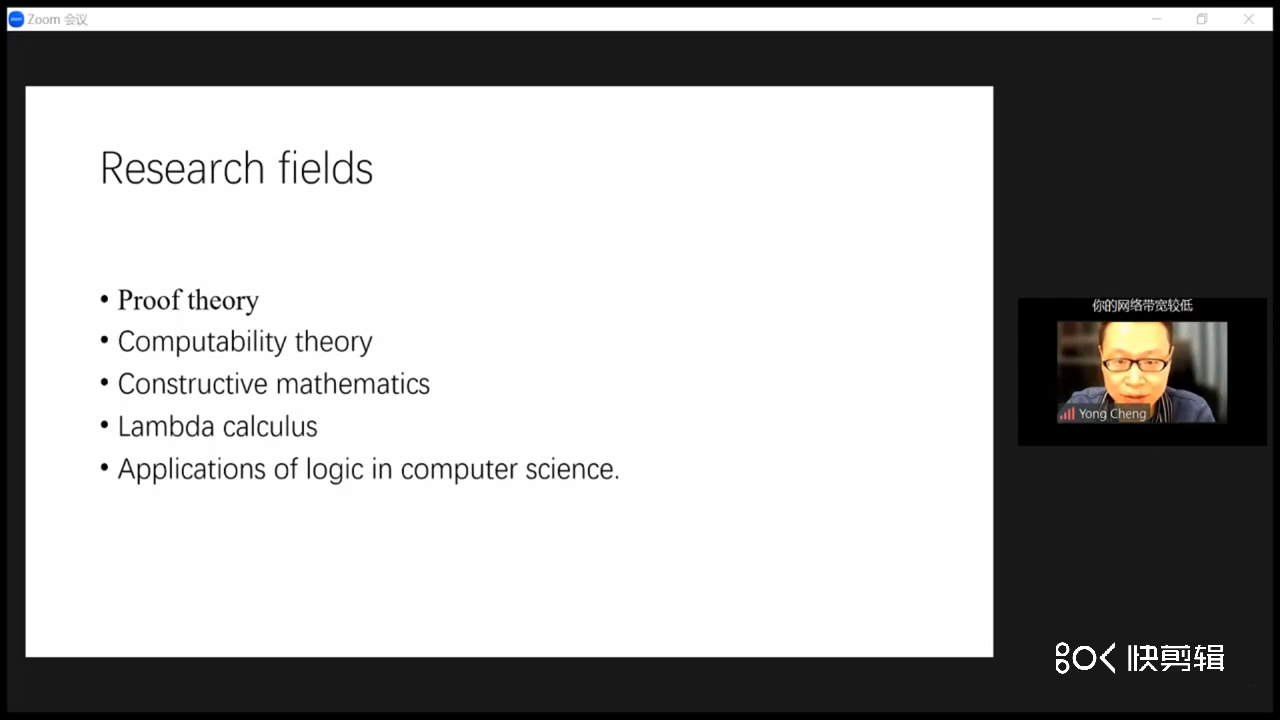 zoom
Zoom 会议
Research fields
• Proof theory
• Computability theory
• Constructive mathematics
• Lambda calculus
• Applications of logic in computer science.
你的网络带宽较低
Yong Cheng
快剪辑